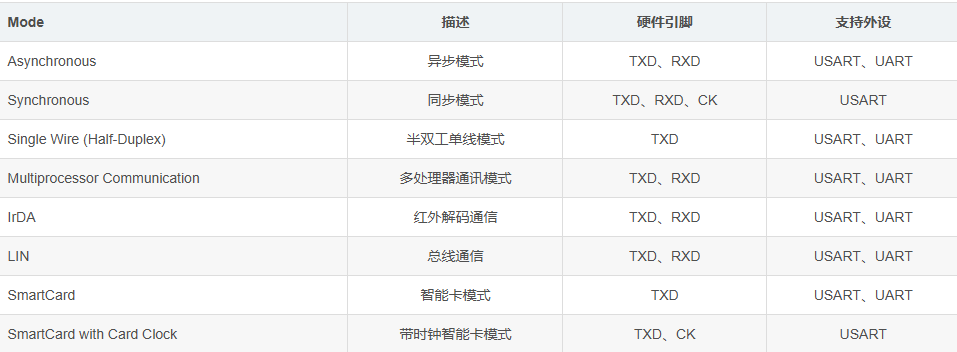 Mode 描述 硬件引脚 支持外设
Asynchronous 异步模式 TXD、RXD USART、UART
Synchronous 同步模式 TXD、RXD、CK USART
Single Wire (Half-Duplex) 半双工单线模式 TXD USART、UART
Multiprocessor Communication 多处理器通讯模式 TXD、RXD USART、UART
IrDA 红外解码通信 TXD、RXD USART、UART
LIN 总线通信 TXD、RXD USART、UART
SmartCard 智能卡模式 TXD USART、UART
SmartCard with Card Clock 带时钟智能卡模式 TXD、CK USART